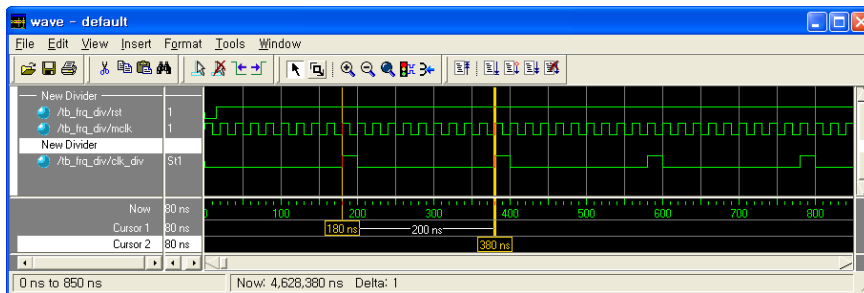 wave - default
File Edit View Insert Format Tools Window
New Divider
/tb_frq_div/rst 1
/tb_frq_div/mclk 1
New Divider
/tb_frq_div/clk_div St1
Now 80 ns 100 200 300 400 500 600 700 800
Cursor 1 80 ns 180 ns 200 ns
Cursor 2 80 ns 380 ns
0 ns to 850 ns Now: 4,628,380 ns Delta: 1